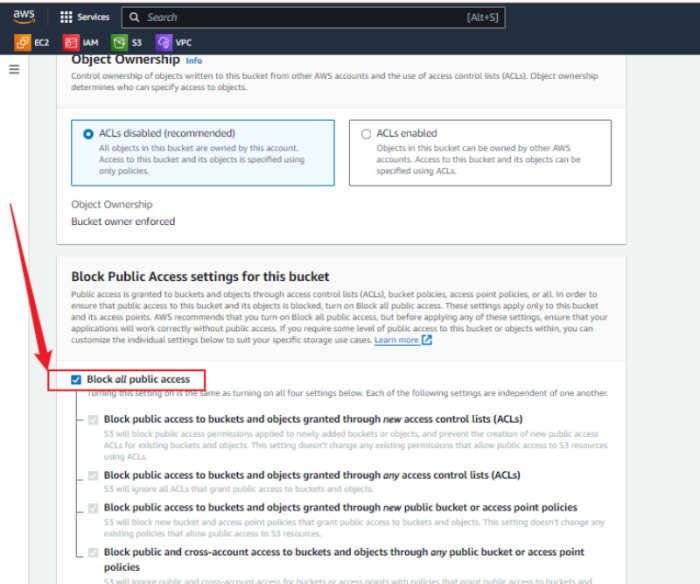 aws
Services
Search
[Alt+S]
EC2
IAM
S3
VPC
Object Ownership Info
Control ownership of objects written to this bucket from other AWS accounts and the use of access control lists (ACLs). Object ownership
determines who can specify access to objects.
ACLs disabled (recommended)
All objects in this bucket are owned by this account.
Access to this bucket and its objects is specified using
only policies.
ACLs enabled
Objects in this bucket can be owned by other AWS
accounts. Access to this bucket and its objects can be
specified using ACLs.
Object Ownership
Bucket owner enforced
Block Public Access settings for this bucket
Public access is granted to buckets and objects through access control lists (ACLs), bucket policies, access point policies, or all. In order to
ensure that public access to this bucket and its objects is blocked, turn on Block all public access. These settings apply only to this bucket
and its access points. AWS recommends that you turn on Block all public access, but before applying any of these settings, ensure that your
applications will work correctly without public access. If you require some level of public access to this bucket or objects within, you can
customize the individual settings below to suit your specific storage use cases. Learn more
Block all public access
Turning this setting on is the same as turning on all four settings below. Each of the following settings are independent of one another.
Block public access to buckets and objects granted through new access control lists (ACLs)
S3 will block public access permissions applied to newly added buckets or objects, and prevent the creation of new public access
ACLs for existing buckets and objects. This setting doesn't change any existing permissions that allow public access to S3 resources
using ACLs.
Block public access to buckets and objects granted through any access control lists (ACLs)
S3 will ignore all ACLs that grant public access to buckets and objects.
Block public access to buckets and objects granted through new public bucket or access point policies
S3 will block new bucket and access point policies that grant public access to buckets and objects. This setting doesn't change any
existing policies that allow public access to S3 resources.
Block public and cross-account access to buckets and objects through any public bucket or access point
policies
S3 will ignore public and cross-account access for buckets or access points with policies that grant public access to buckets and